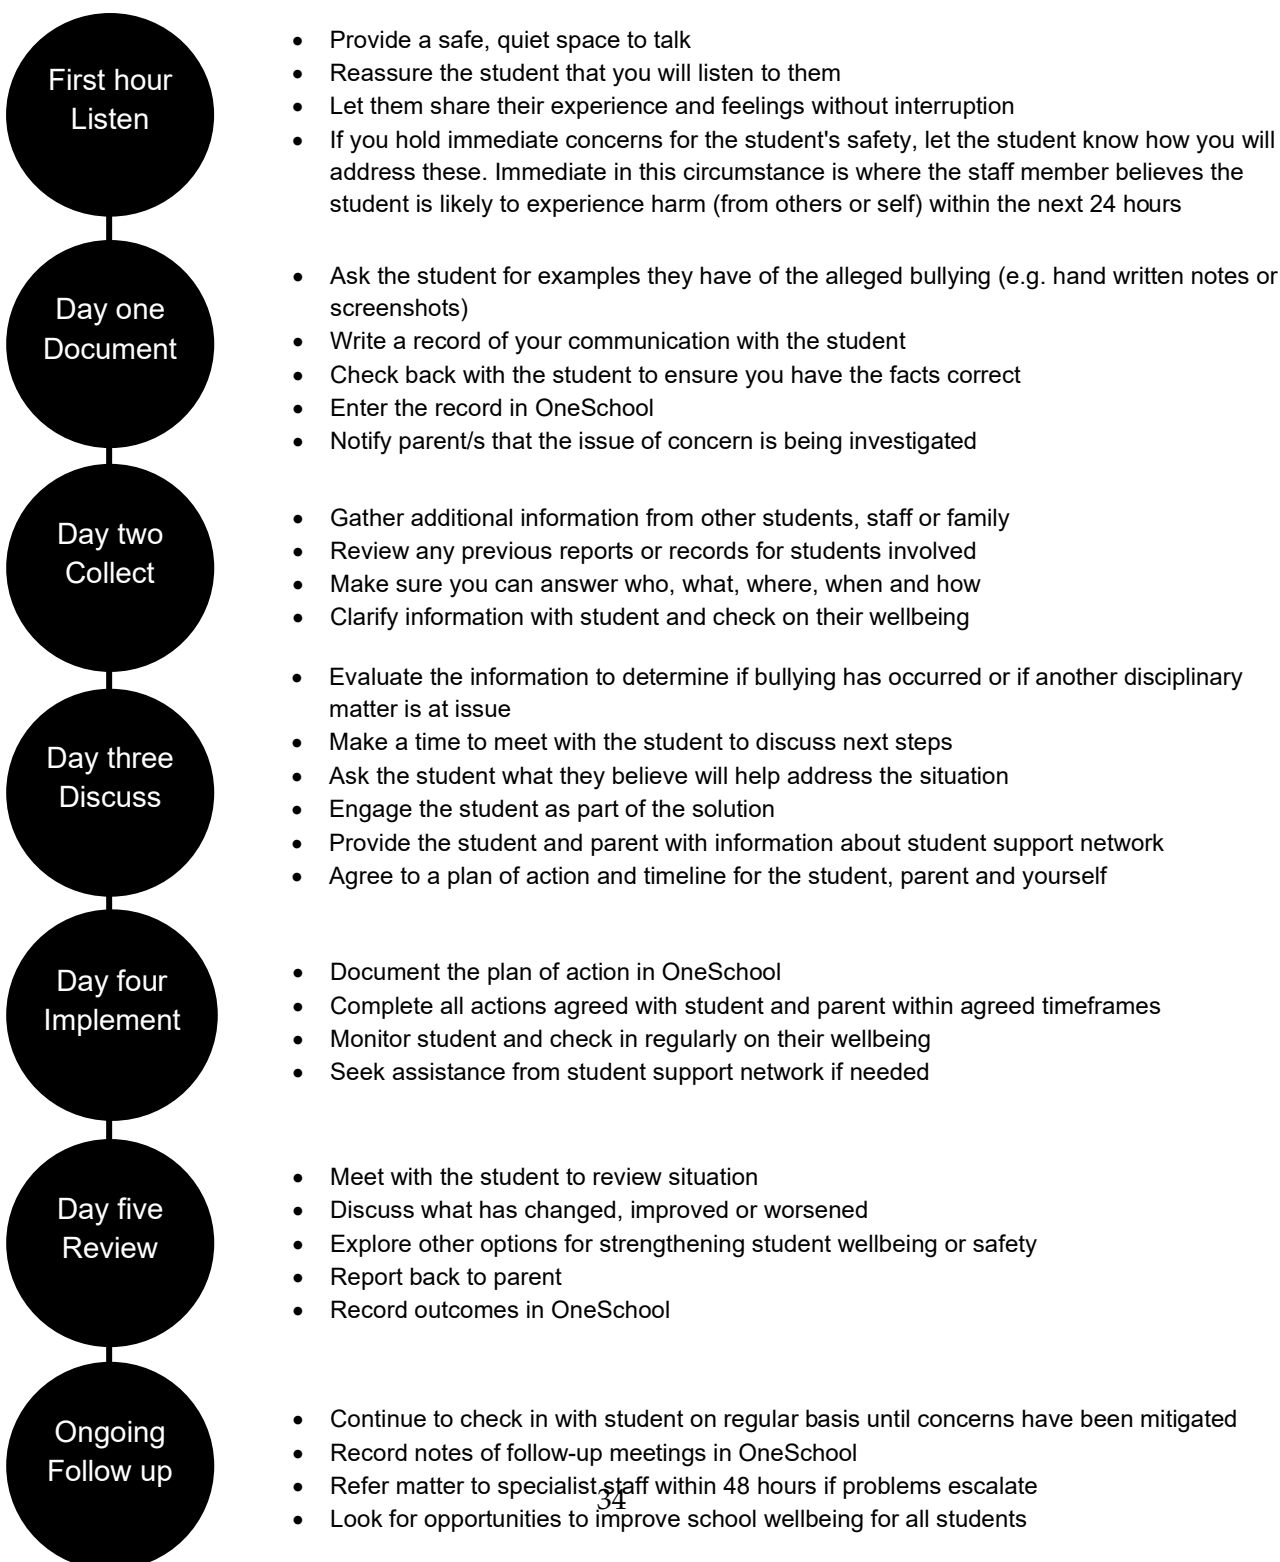 First hour
Listen
• Provide a safe, quiet space to talk
• Reassure the student that you will listen to them
• Let them share their experience and feelings without interruption
• If you hold immediate concerns for the student's safety, let the student know how you will
address these. Immediate in this circumstance is where the staff member believes the
student is likely to experience harm (from others or self) within the next 24 hours
Day one
Document
• Ask the student for examples they have of the alleged bullying (e.g. hand written notes or
screenshots)
• Write a record of your communication with the student
• Check back with the student to ensure you have the facts correct
• Enter the record in OneSchool
• Notify parent/s that the issue of concern is being investigated
Day two
Collect
• Gather additional information from other students, staff or family
• Review any previous reports or records for students involved
• Make sure you can answer who, what, where, when and how
• Clarify information with student and check on their wellbeing
Day three
Discuss
• Evaluate the information to determine if bullying has occurred or if another disciplinary
matter is at issue
• Make a time to meet with the student to discuss next steps
• Ask the student what they believe will help address the situation
• Engage the student as part of the solution
• Provide the student and parent with information about student support network
• Agree to a plan of action and timeline for the student, parent and yourself
Day four
Implement
• Document the plan of action in OneSchool
• Complete all actions agreed with student and parent within agreed timeframes
• Monitor student and check in regularly on their wellbeing
• Seek assistance from student support network if needed
Day five
Review
• Meet with the student to review situation
• Discuss what has changed, improved or worsened
• Explore other options for strengthening student wellbeing or safety
• Report back to parent
• Record outcomes in OneSchool
Ongoing
Follow up
• Continue to check in with student on regular basis until concerns have been mitigated
• Record notes of follow-up meetings in OneSchool
• Refer matter to specialist staff within 48 hours if problems escalate
• Look for opportunities to improve school wellbeing for all students
34